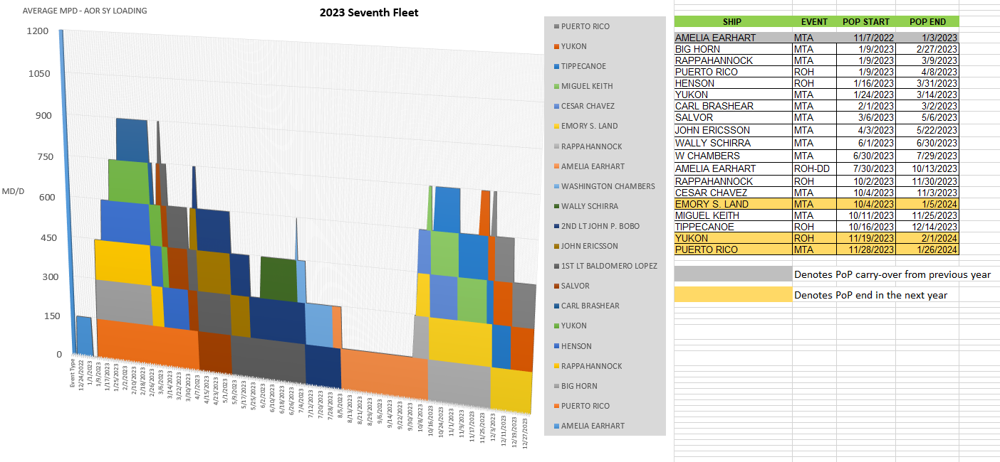 AVERAGE MPD - AOR SY LOADING
2023 Seventh Fleet
1200
1050
900
750
MD/D
600
450
300
150
0
Event Type
12/24/2022
1/1/2023
1/9/2023
1/17/2023
1/25/2023
2/2/2023
2/10/2023
2/18/2023
2/26/2023
3/6/2023
3/14/2023
3/22/2023
3/30/2023
4/7/2023
4/15/2023
4/23/2023
5/1/2023
5/9/2023
5/17/2023
5/25/2023
6/2/2023
6/10/2023
6/18/2023
6/26/2023
7/4/2023
7/12/2023
7/20/2023
7/28/2023
8/5/2023
8/13/2023
8/21/2023
8/29/2023
9/6/2023
9/14/2023
9/22/2023
9/30/2023
10/8/2023
10/16/2023
10/24/2023
11/1/2023
11/9/2023
11/17/2023
11/25/2023
12/3/2023
12/11/2023
12/19/2023
12/27/2023
PUERTO RICO
YUKON
TIPPECANOE
MIGUEL KEITH
CESAR CHAVEZ
EMORY S. LAND
RAPPAHANNOCK
AMELIA EARHART
WASHINGTON CHAMBERS
WALLY SCHIRRA
2ND LT JOHN P. BOBO
JOHN ERICSSON
1ST LT BALDOMERO LOPEZ
SALVOR
CARL BRASHEAR
YUKON
HENSON
RAPPAHANNOCK
BIG HORN
PUERTO RICO
AMELIA EARHART
SHIP EVENT POP START POP END
AMELIA EARHART MTA 11/7/2022 1/3/2023
BIG HORN MTA 1/9/2023 2/27/2023
RAPPAHANNOCK MTA 1/9/2023 3/9/2023
PUERTO RICO ROH 1/9/2023 4/8/2023
HENSON ROH 1/16/2023 3/31/2023
YUKON MTA 1/24/2023 3/14/2023
CARL BRASHEAR MTA 2/1/2023 3/2/2023
SALVOR MTA 3/6/2023 5/6/2023
JOHN ERICSSON MTA 4/3/2023 5/22/2023
WALLY SCHIRRA MTA 6/1/2023 6/30/2023
W CHAMBERS MTA 6/30/2023 7/29/2023
AMELIA EARHART ROH-DD 7/30/2023 10/13/2023
RAPPAHANNOCK ROH 10/2/2023 11/30/2023
CESAR CHAVEZ MTA 10/4/2023 11/3/2023
EMORY S. LAND MTA 10/4/2023 1/5/2024
MIGUEL KEITH MTA 10/11/2023 11/25/2023
TIPPECANOE ROH 10/16/2023 12/14/2023
YUKON ROH 11/19/2023 2/1/2024
PUERTO RICO MTA 11/28/2023 1/26/2024
Denotes PoP carry-over from previous year
Denotes PoP end in the next year